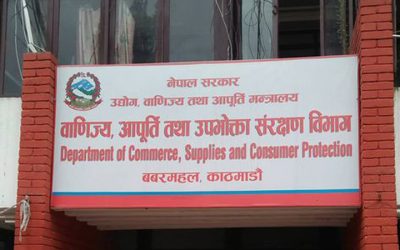 नेपाल सरकार
उद्योग, वाणिज्य तथा आपूर्ति मन्त्रालय
वाणिज्य, आपूर्ति तथा उपभोक्ता संरक्षण विभाग
Department of Commerce, Supplies and Consumer Protection
बबरमहल, काठमाडौं